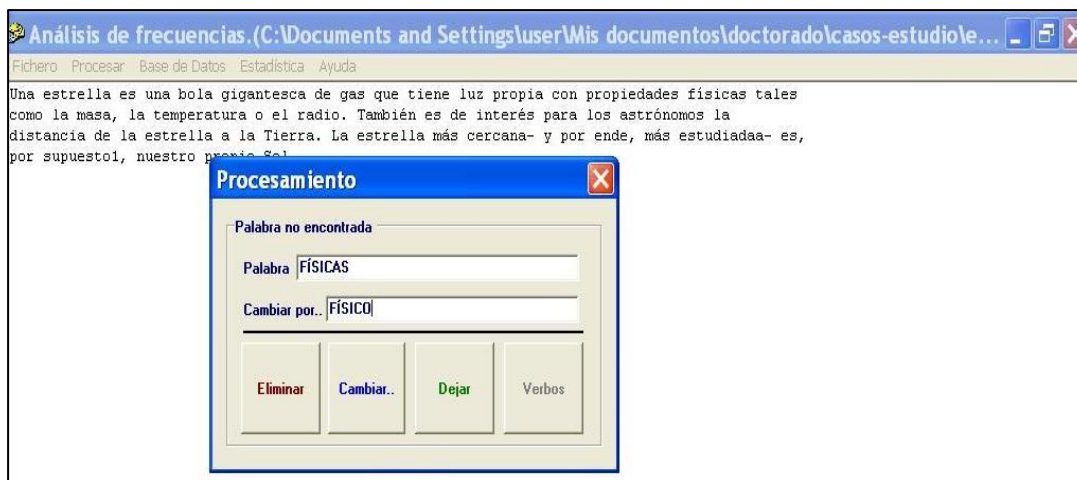 Análisis de frecuencias.(C:\Documents and Settings\user\Mis documentos\doctorado\casos-estudio\e...
Fichero Procesar Base de Datos Estadística Ayuda
Una estrella es una bola gigantesca de gas que tiene luz propia con propiedades físicas tales
como la masa, la temperatura o el radio. También es de interés para los astrónomos la
distancia de la estrella a la Tierra. La estrella más cercana- y por ende, más estudiadaa- es,
por supuesto1, nuestro propio Sol
Procesamiento
Palabra no encontrada
Palabra FÍSICAS
Cambiar por.. FÍSICO
Eliminar Cambiar.. Dejar Verbos